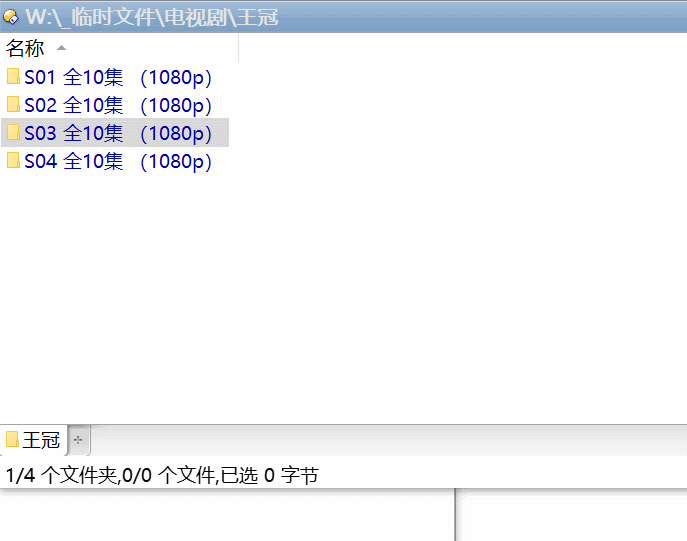 W:\_临时文件\电视剧\王冠
名称
S01 全10集 （1080p）
S02 全10集 （1080p）
S03 全10集 （1080p）
S04 全10集 （1080p）
王冠
1/4 个文件夹,0/0 个文件,已选 0 字节